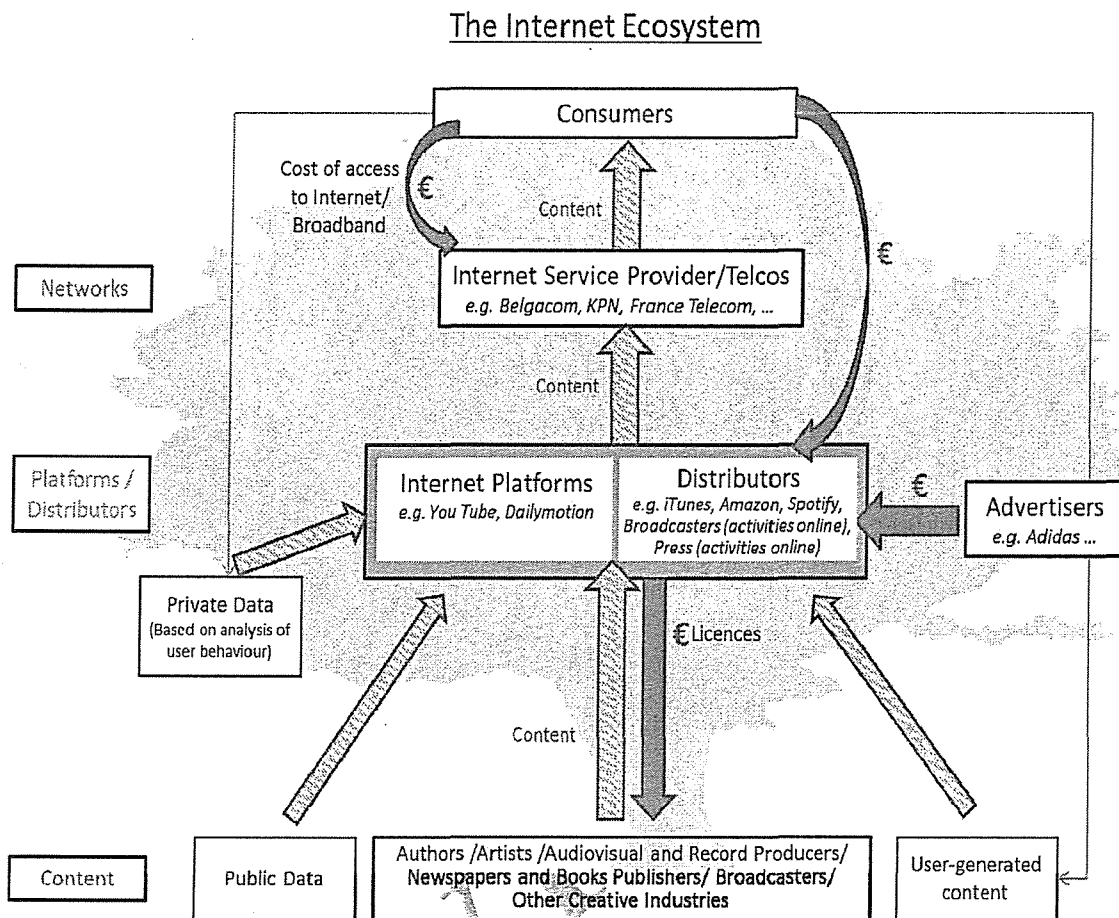 The Internet Ecosystem
Consumers
Cost of access
to Internet/
Broadband
€
Content
€
Networks
Internet Service Provider/Telcos
e.g. Belgacom, KPN, France Telecom, ...
Content
Platforms /
Distributors
Internet Platforms
e.g. You Tube, Dailymotion
Distributors
e.g. iTunes, Amazon, Spotify,
Broadcasters (activities online),
Press (activities online)
€
Advertisers
e.g. Adidas ...
Private Data
(Based on analysis of
user behaviour)
€ Licences
Content
Content
Public Data
Authors /Artists /Audiovisual and Record Producers/
Newspapers and Books Publishers/ Broadcasters/
Other Creative Industries
User-generated
content